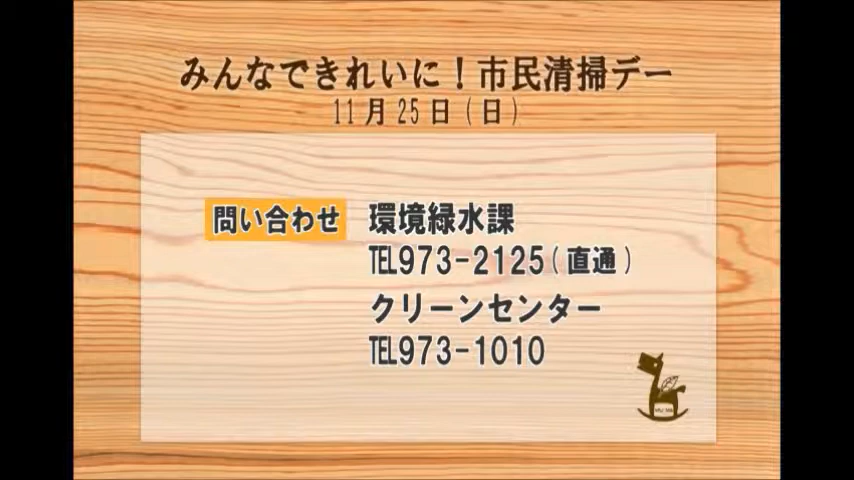 みんなできれいに！市民清掃デー
11月25日（日）
問い合わせ 環境緑水課
TEL973-2125（直通）
クリーンセンター
TEL973-1010